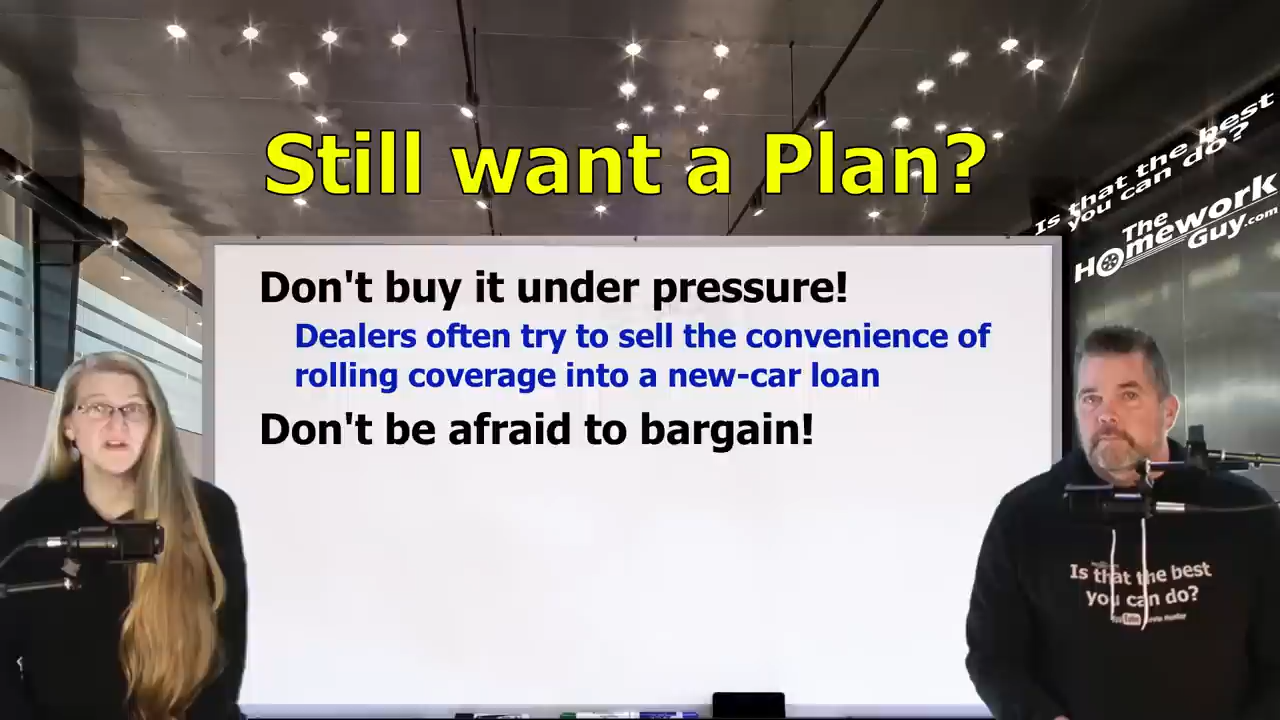 Still want a Plan?
Is that the best
you can do?
The
Homework
Guy.com
Don't buy it under pressure!
Dealers often try to sell the convenience of
rolling coverage into a new-car loan
Don't be afraid to bargain!
Is that the best
you can do?